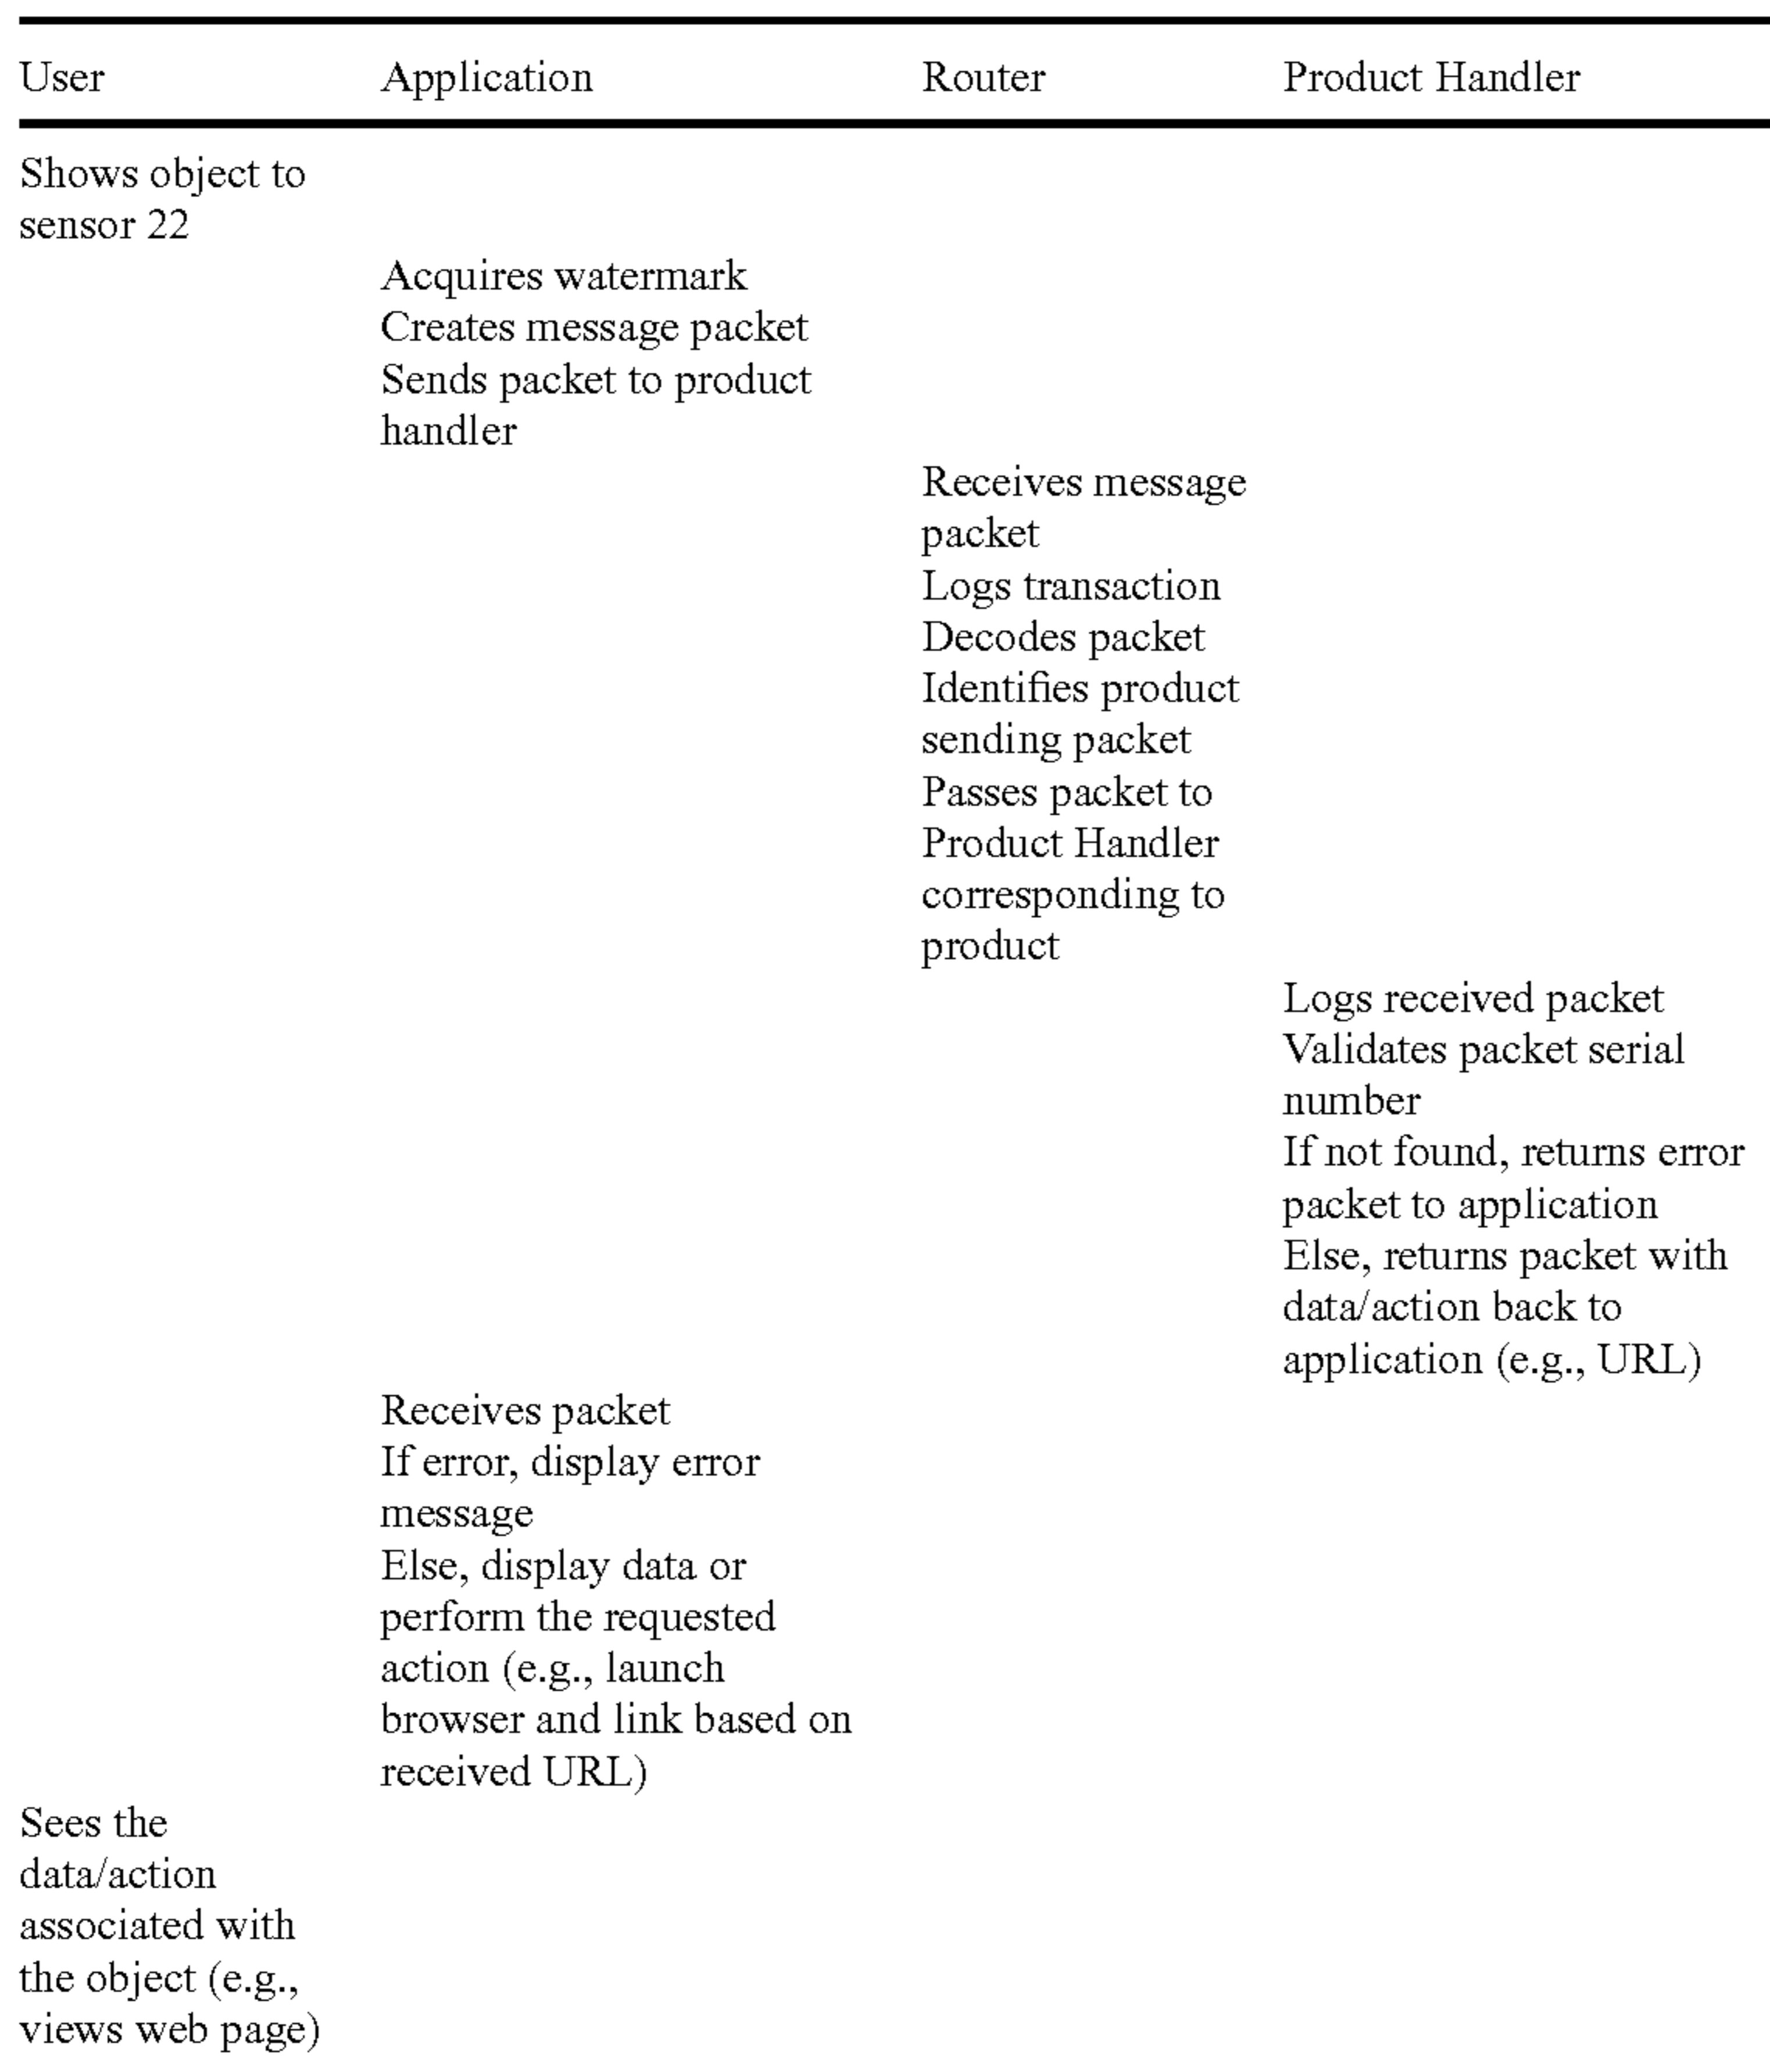 User Application Router Product Handler
Shows object to
sensor 22
Acquires watermark
Creates message packet
Sends packet to product
handler
Receives message
packet
Logs transaction
Decodes packet
Identifies product
sending packet
Passes packet to
Product Handler
corresponding to
product
Logs received packet
Validates packet serial
number
If not found, returns error
packet to application
Else, returns packet with
data/action back to
application (e.g., URL)
Receives packet
If error, display error
message
Else, display data or
perform the requested
action (e.g., launch
browser and link based on
received URL)
Sees the
data/action
associated with
the object (e.g.,
views web page)